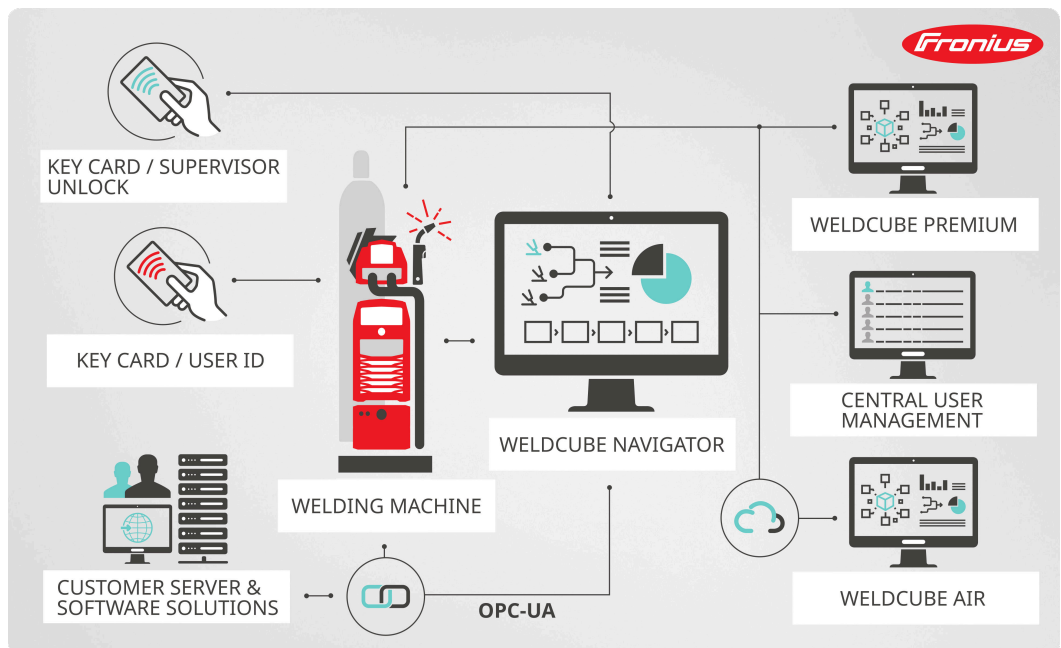 Fronius
KEY CARD / SUPERVISOR
UNLOCK
WELDCUBE PREMIUM
KEY CARD / USER ID
CENTRAL USER
MANAGEMENT
WELDCUBE NAVIGATOR
WELDING MACHINE
CUSTOMER SERVER &
SOFTWARE SOLUTIONS
OPC-UA
WELDCUBE AIR